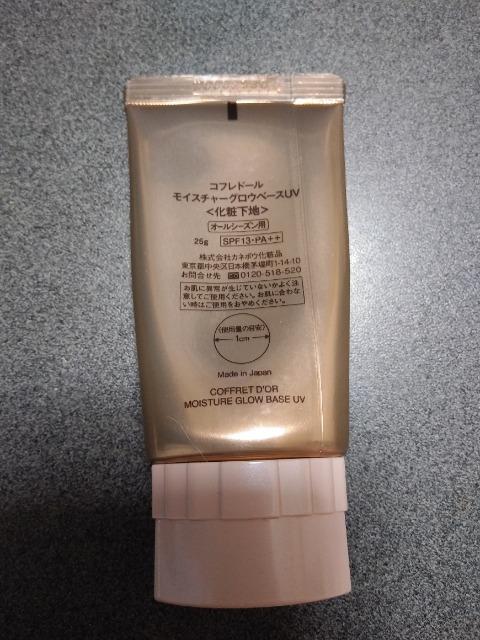 コフレドール
モイスチャーグロウベースUV
<化粧下地>
オールシーズン用
25g SPF13・PA++
株式会社カネボウ化粧品
東京都中央区日本橋茅場町1-14-10
お問合せ先 0120-518-520
お肌に異常が生じていないかよく注
意してご使用ください。お肌に合わな
い時はご使用をおやめください。
(使用量の目安)
1cm
Made in Japan
COFFRET D'OR
MOISTURE GLOW BASE UV